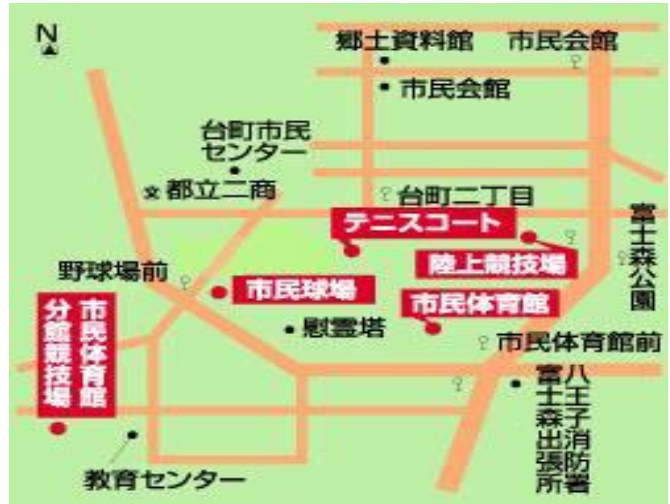 N
郷土資料館
市民会館
市民会館
台町市民
センター
都立二商
台町二丁目
テニスコート
陸上競技場
富士森公園
野球場前
市民球場
市民体育館
慰霊塔
市民体育館前
市民体育館
分館競技場
八王子消防署
富士森出張所
教育センター